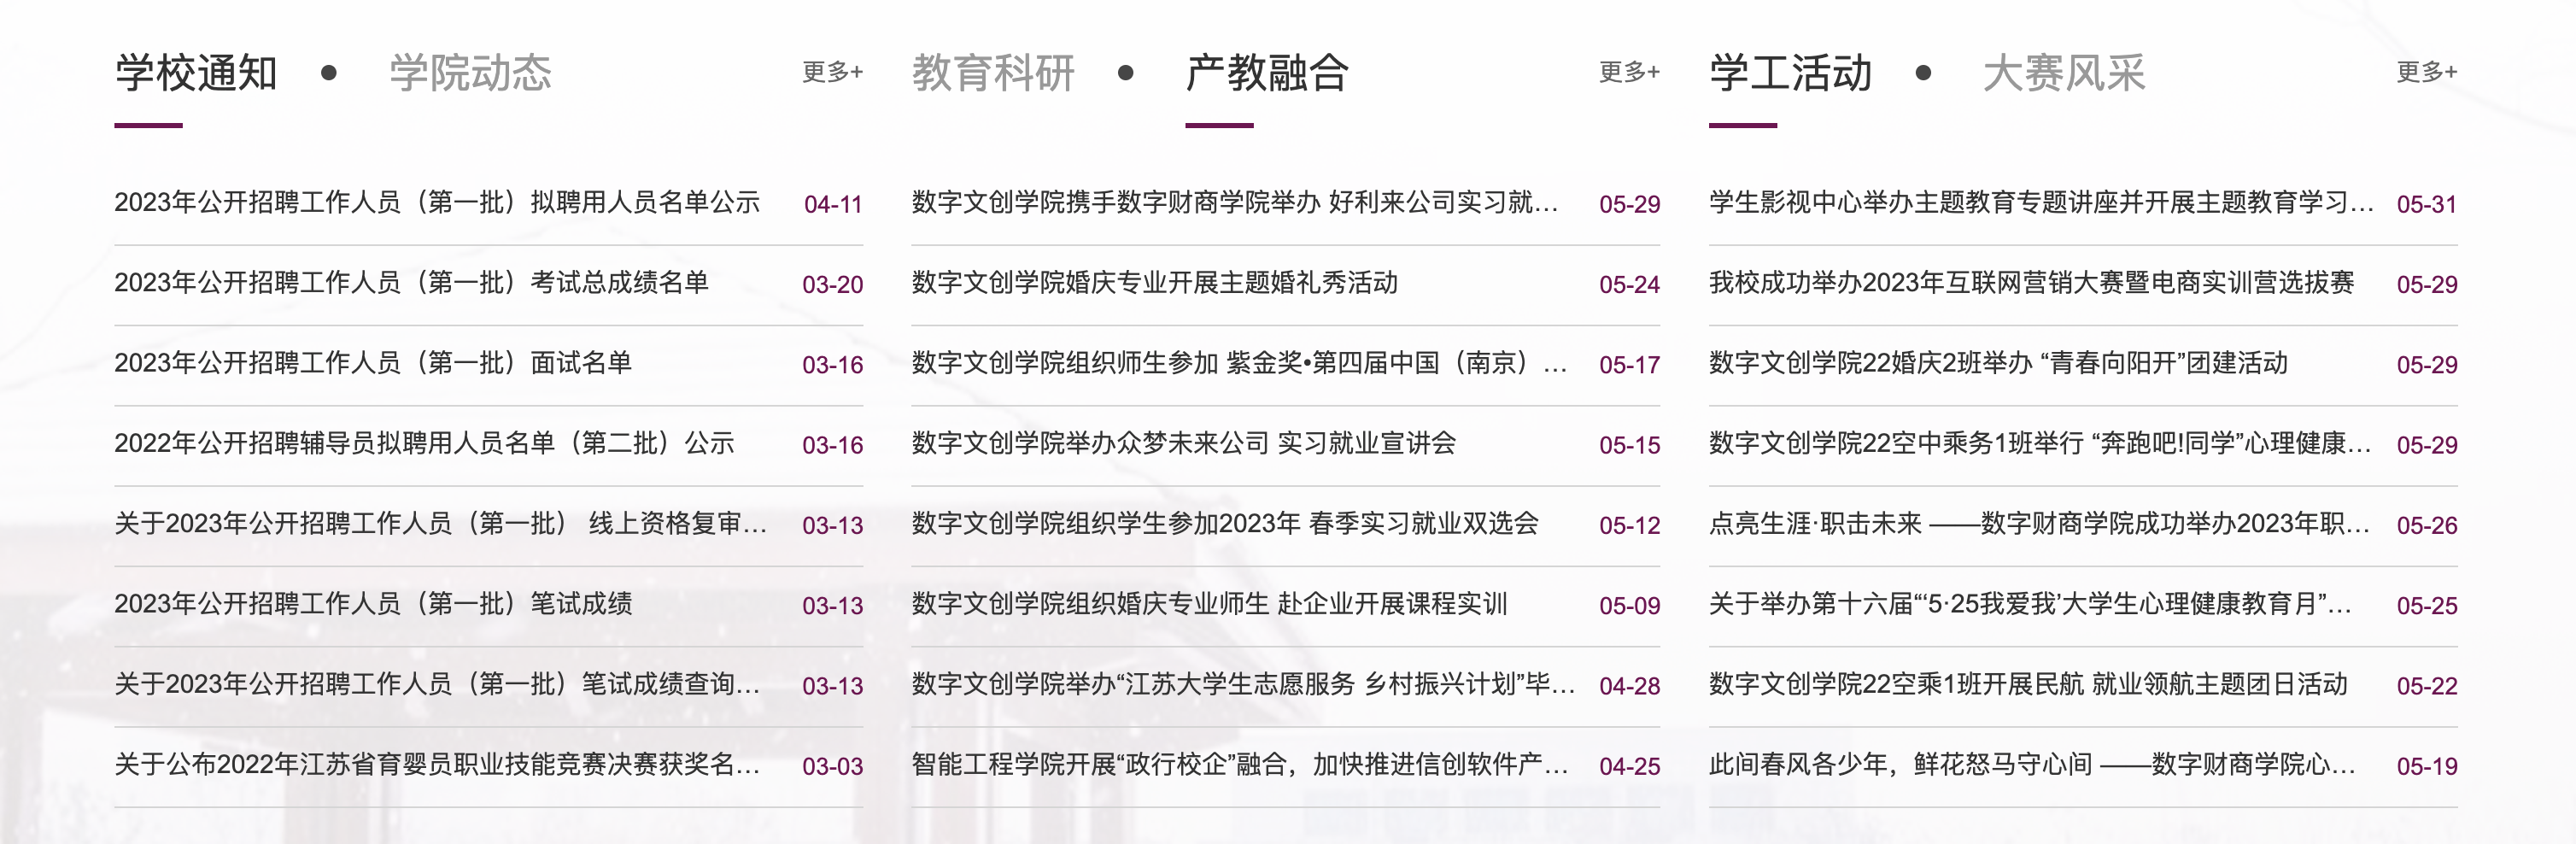 学校通知 • 学院动态 更多+
2023年公开招聘工作人员（第一批）拟聘用人员名单公示 04-11
2023年公开招聘工作人员（第一批）考试总成绩名单 03-20
2023年公开招聘工作人员（第一批）面试名单 03-16
2022年公开招聘辅导员拟聘用人员名单（第二批）公示 03-16
关于2023年公开招聘工作人员（第一批） 线上资格复审… 03-13
2023年公开招聘工作人员（第一批）笔试成绩 03-13
关于2023年公开招聘工作人员（第一批）笔试成绩查询… 03-13
关于公布2022年江苏省育婴员职业技能竞赛决赛获奖名… 03-03
教育科研 • 产教融合 更多+
数字文创学院携手数字财商学院举办 好利来公司实习就… 05-29
数字文创学院婚庆专业开展主题婚礼秀活动 05-24
数字文创学院组织师生参加 紫金奖•第四届中国（南京）… 05-17
数字文创学院举办众梦未来公司 实习就业宣讲会 05-15
数字文创学院组织学生参加2023年 春季实习就业双选会 05-12
数字文创学院组织婚庆专业师生 赴企业开展课程实训 05-09
数字文创学院举办“江苏大学生志愿服务 乡村振兴计划”毕… 04-28
智能工程学院开展“政行校企”融合，加快推进信创软件产… 04-25
学工活动 • 大赛风采 更多+
学生影视中心举办主题教育专题讲座并开展主题教育学习… 05-31
我校成功举办2023年互联网营销大赛暨电商实训营选拔赛 05-29
数字文创学院22婚庆2班举办 “青春向阳开”团建活动 05-29
数字文创学院22空中乘务1班举行 “奔跑吧!同学”心理健康… 05-29
点亮生涯·职击未来 ——数字财商学院成功举办2023年职… 05-26
关于举办第十六届“‘5·25我爱我’大学生心理健康教育月”… 05-25
数字文创学院22空乘1班开展民航 就业领航主题团日活动 05-22
此间春风各少年，鲜花怒马守心间 ——数字财商学院心… 05-19